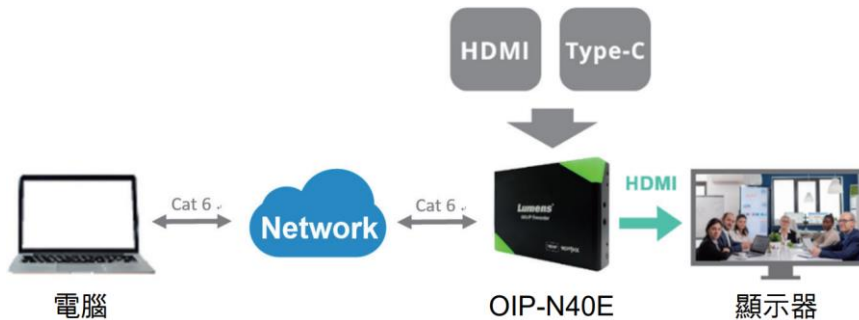 HDMI
Type-C
Cat 6
Network
Cat 6
Lumens
HDMI
電腦
OIP-N40E
顯示器